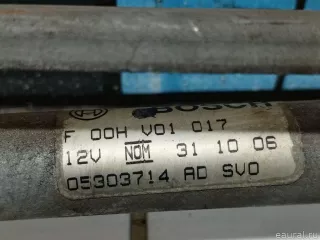 BOSCH
F 00H V01 017
12V NOM 31 10 06
05303714 AD SVO
eaural.ru